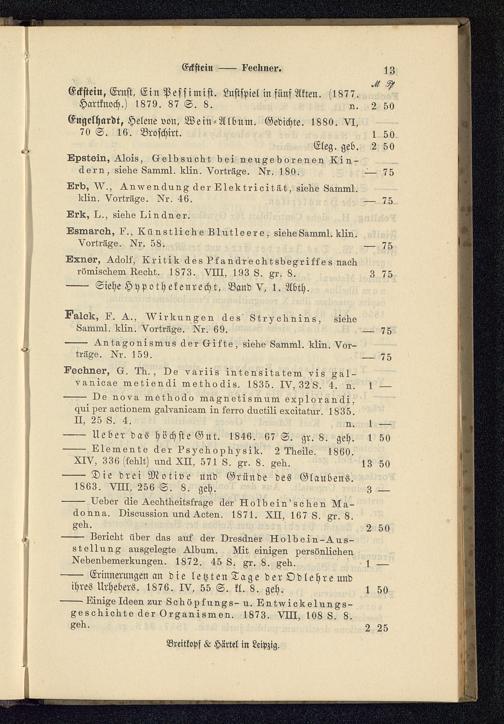 Eckstein — Fechner. 13
ℳ ₰
Eckstein, Ernst, Ein Pessimist. Lustspiel in fünf Akten. (1877.
Hartknoch.) 1879. 87 S. 8. n. 2 50
Engelhardt, Helene von, Wein-Album. Gedichte. 1880. VI,
70 S. 16. Broschirt. 1 50
Eleg. geb. 2 50
Epstein, Alois, Gelbsucht bei neugeborenen Kin-
dern, siehe Samml. klin. Vorträge. Nr. 180. — 75
Erb, W., Anwendung der Elektricität, siehe Samml.
klin. Vorträge. Nr. 46. — 75
Erk, L., siehe Lindner.
Esmarch, F., Künstliche Blutleere, siehe Samml. klin.
Vorträge. Nr. 58. — 75
Exner, Adolf, Kritik des Pfandrechtsbegriffes nach
römischem Recht. 1873. VIII, 193 S. gr. 8. 3 75
— Siehe Hypothekenrecht, Band V, 1. Abth.
Falck, F. A., Wirkungen des Strychnins, siehe
Samml. klin. Vorträge. Nr. 69. — 75
— Antagonismus der Gifte, siehe Samml. klin. Vor-
träge. Nr. 159. — 75
Fechner, G. Th., De variis intensitatem vis gal-
vanicae metiendi methodis. 1835. IV, 32 S. 4. n. 1 —
— De nova methodo magnetismum explorandi,
qui per actionem galvanicam in ferro ductili excitatur. 1835.
II, 25 S. 4. n. 1 —
— Ueber das höchste Gut. 1846. 67 S. gr. 8. geh. 1 50
— Elemente der Psychophysik. 2 Theile. 1860.
XIV, 336 (fehlt) und XII, 571 S. gr. 8. geh. 13 50
— Die drei Motive und Gründe des Glaubens.
1863. VIII, 256 S. 8. geh. 3 —
— Ueber die Aechtheitsfrage der Holbein'schen Ma-
donna. Discussion und Acten. 1871. XII, 167 S. gr. 8.
geh. 2 50
— Bericht über das auf der Dresdner Holbein-Aus-
stellung ausgelegte Album. Mit einigen persönlichen
Nebenbemerkungen. 1872. 45 S. gr. 8. geh. 1 —
— Erinnerungen an die letzten Tage der Odlehre und
ihres Urhebers. 1876. IV, 55 S. kl. 8. geh. 1 50
— Einige Ideen zur Schöpfungs- u. Entwickelungs-
geschichte der Organismen. 1873. VIII, 108 S. 8.
geh. 2 25
Breitkopf & Härtel in Leipzig.